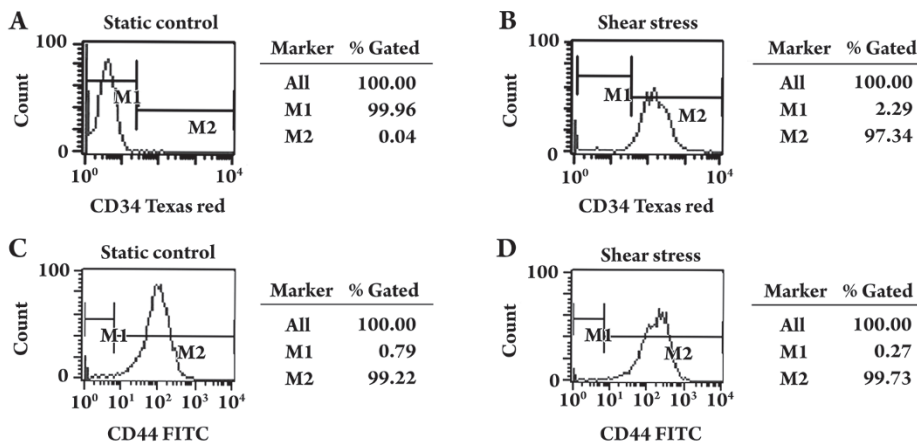 A
Static control
Count
100
0
M1
M2
10^0
10^4
CD34 Texas red
Marker % Gated
All 100.00
M1 99.96
M2 0.04
B
Shear stress
Count
100
0
M1
M2
10^0
10^4
CD34 Texas red
Marker % Gated
All 100.00
M1 2.29
M2 97.34
C
Static control
Count
100
0
M1
M2
10^0 10^1 10^2 10^3 10^4
CD44 FITC
Marker % Gated
All 100.00
M1 0.79
M2 99.22
D
Shear stress
Count
100
0
M1
M2
10^0 10^1 10^2 10^3 10^4
CD44 FITC
Marker % Gated
All 100.00
M1 0.27
M2 99.73